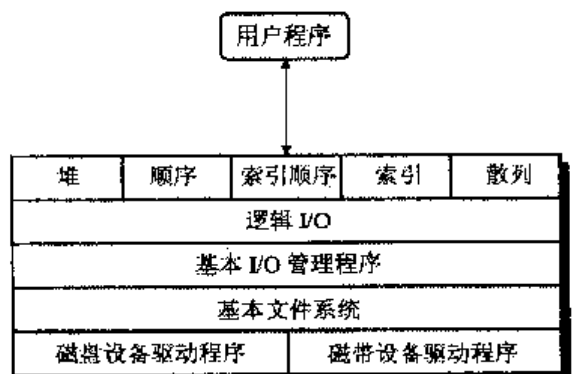 用户程序
堆 顺序 索引顺序 索引 散列
逻辑 I/O
基本 I/O 管理程序
基本文件系统
磁盘设备驱动程序 磁带设备驱动程序